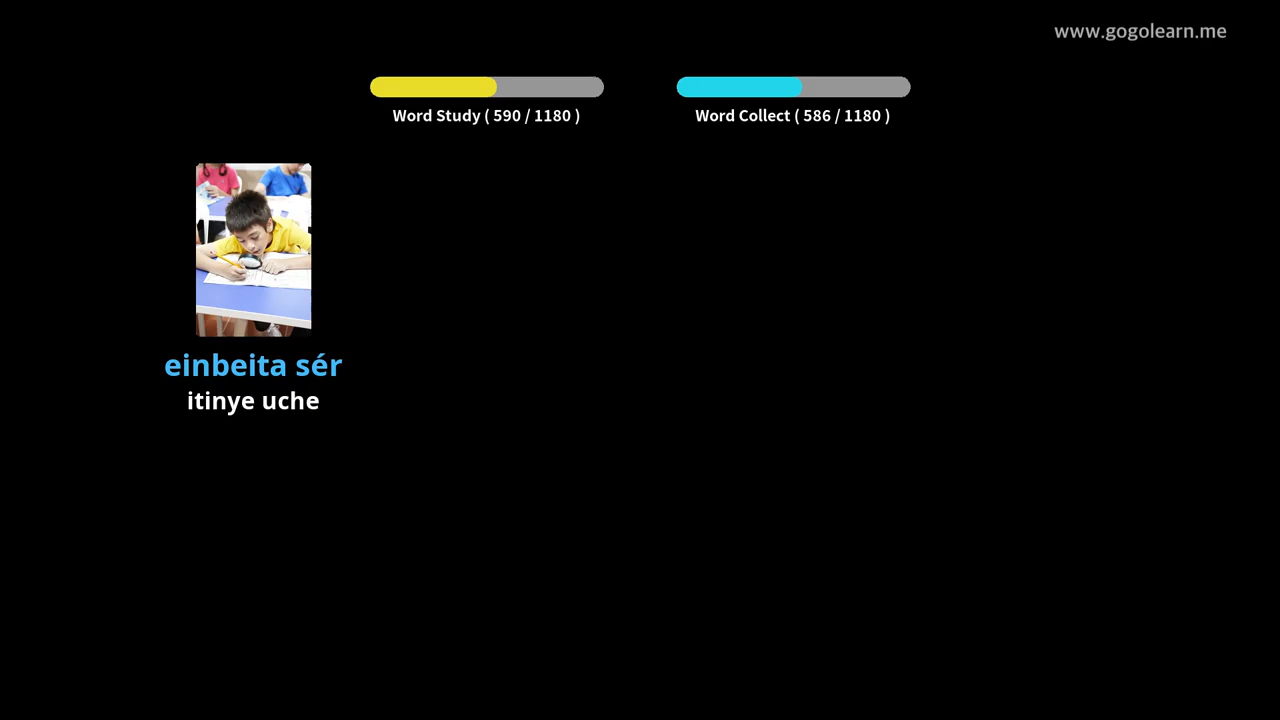 www.gogolearn.me
Word Study ( 590 / 1180 )
Word Collect ( 586 / 1180 )
einbeita sér
itinye uche